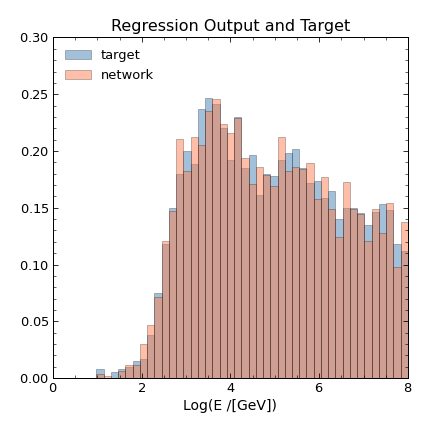 Regression Output and Target
0.30
0.25
0.20
0.15
0.10
0.05
0.00
target
network
0 2 4 6 8
Log(E /[GeV])